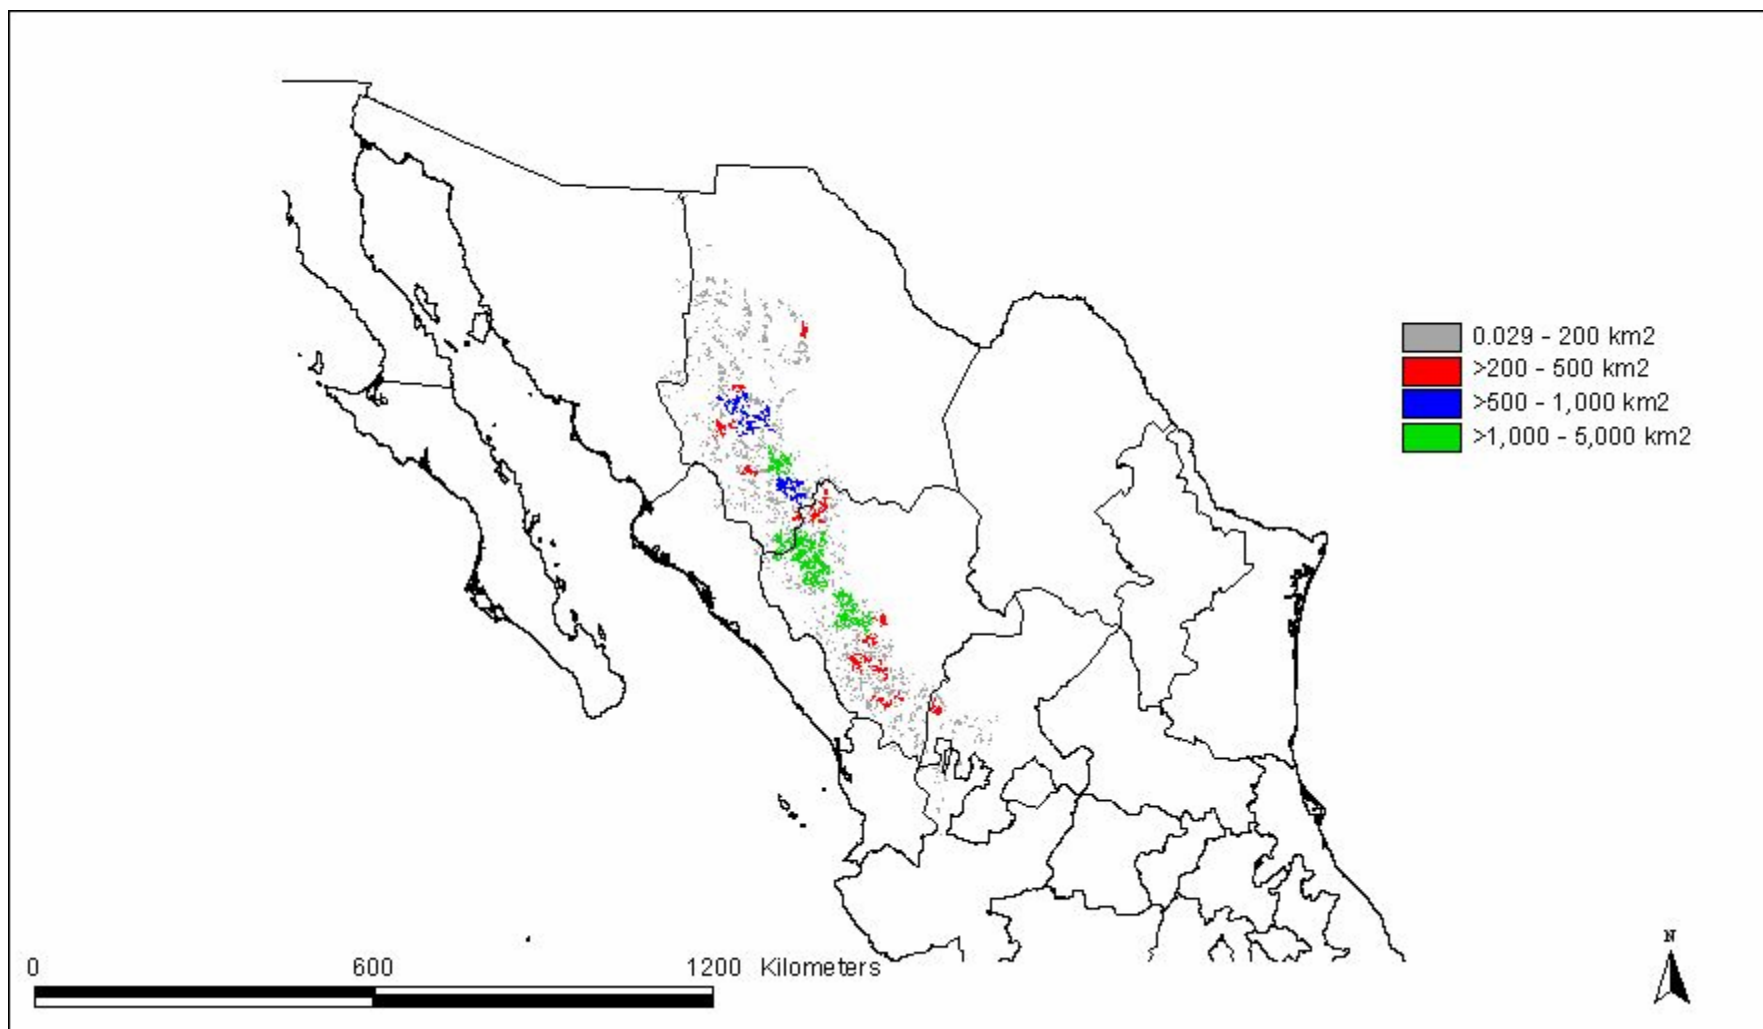 0.029 - 200 km2
>200 - 500 km2
>500 - 1,000 km2
>1,000 - 5,000 km2
N
0 600 1200 Kilometers